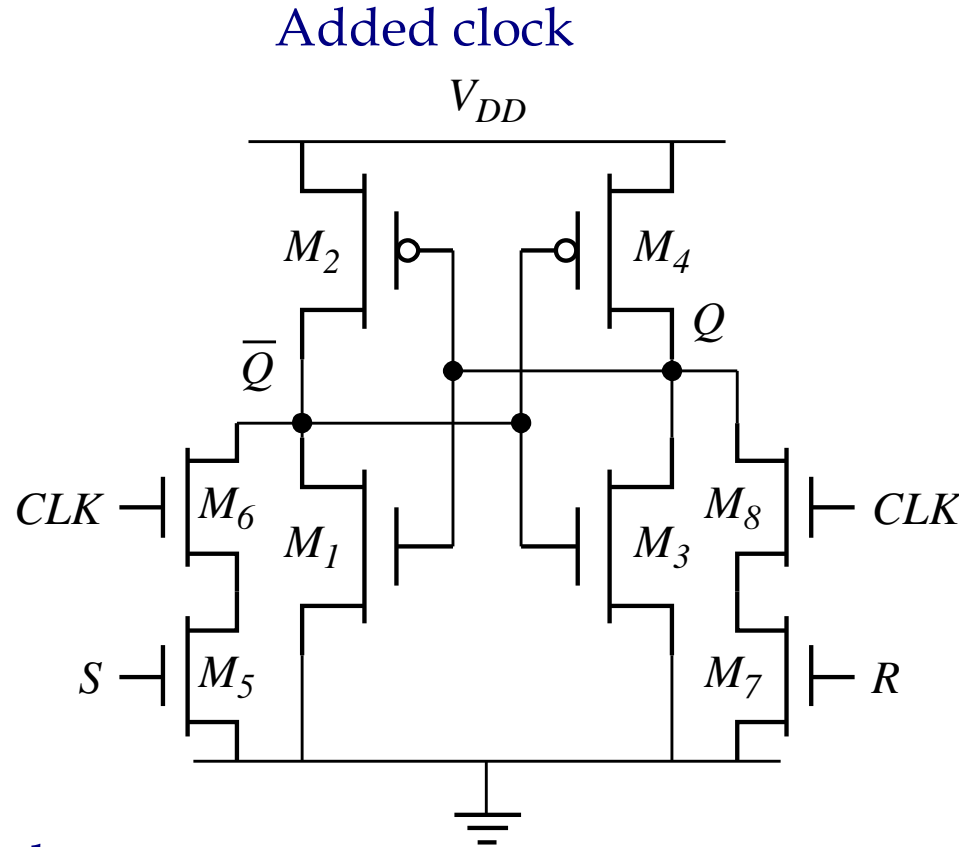 Added clock
V_DD
M_2
M_4
Q
Q̅
CLK
M_6
M_1
M_3
M_8
CLK
S
M_5
M_7
R